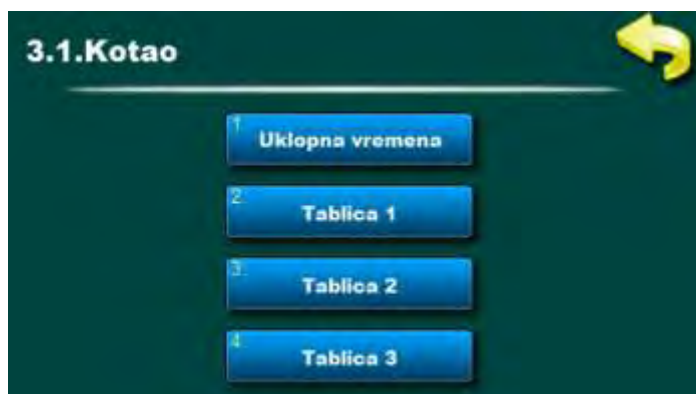 3.1.Kotao
1. Uklopna vremena
2. Tablica 1
3. Tablica 2
4. Tablica 3